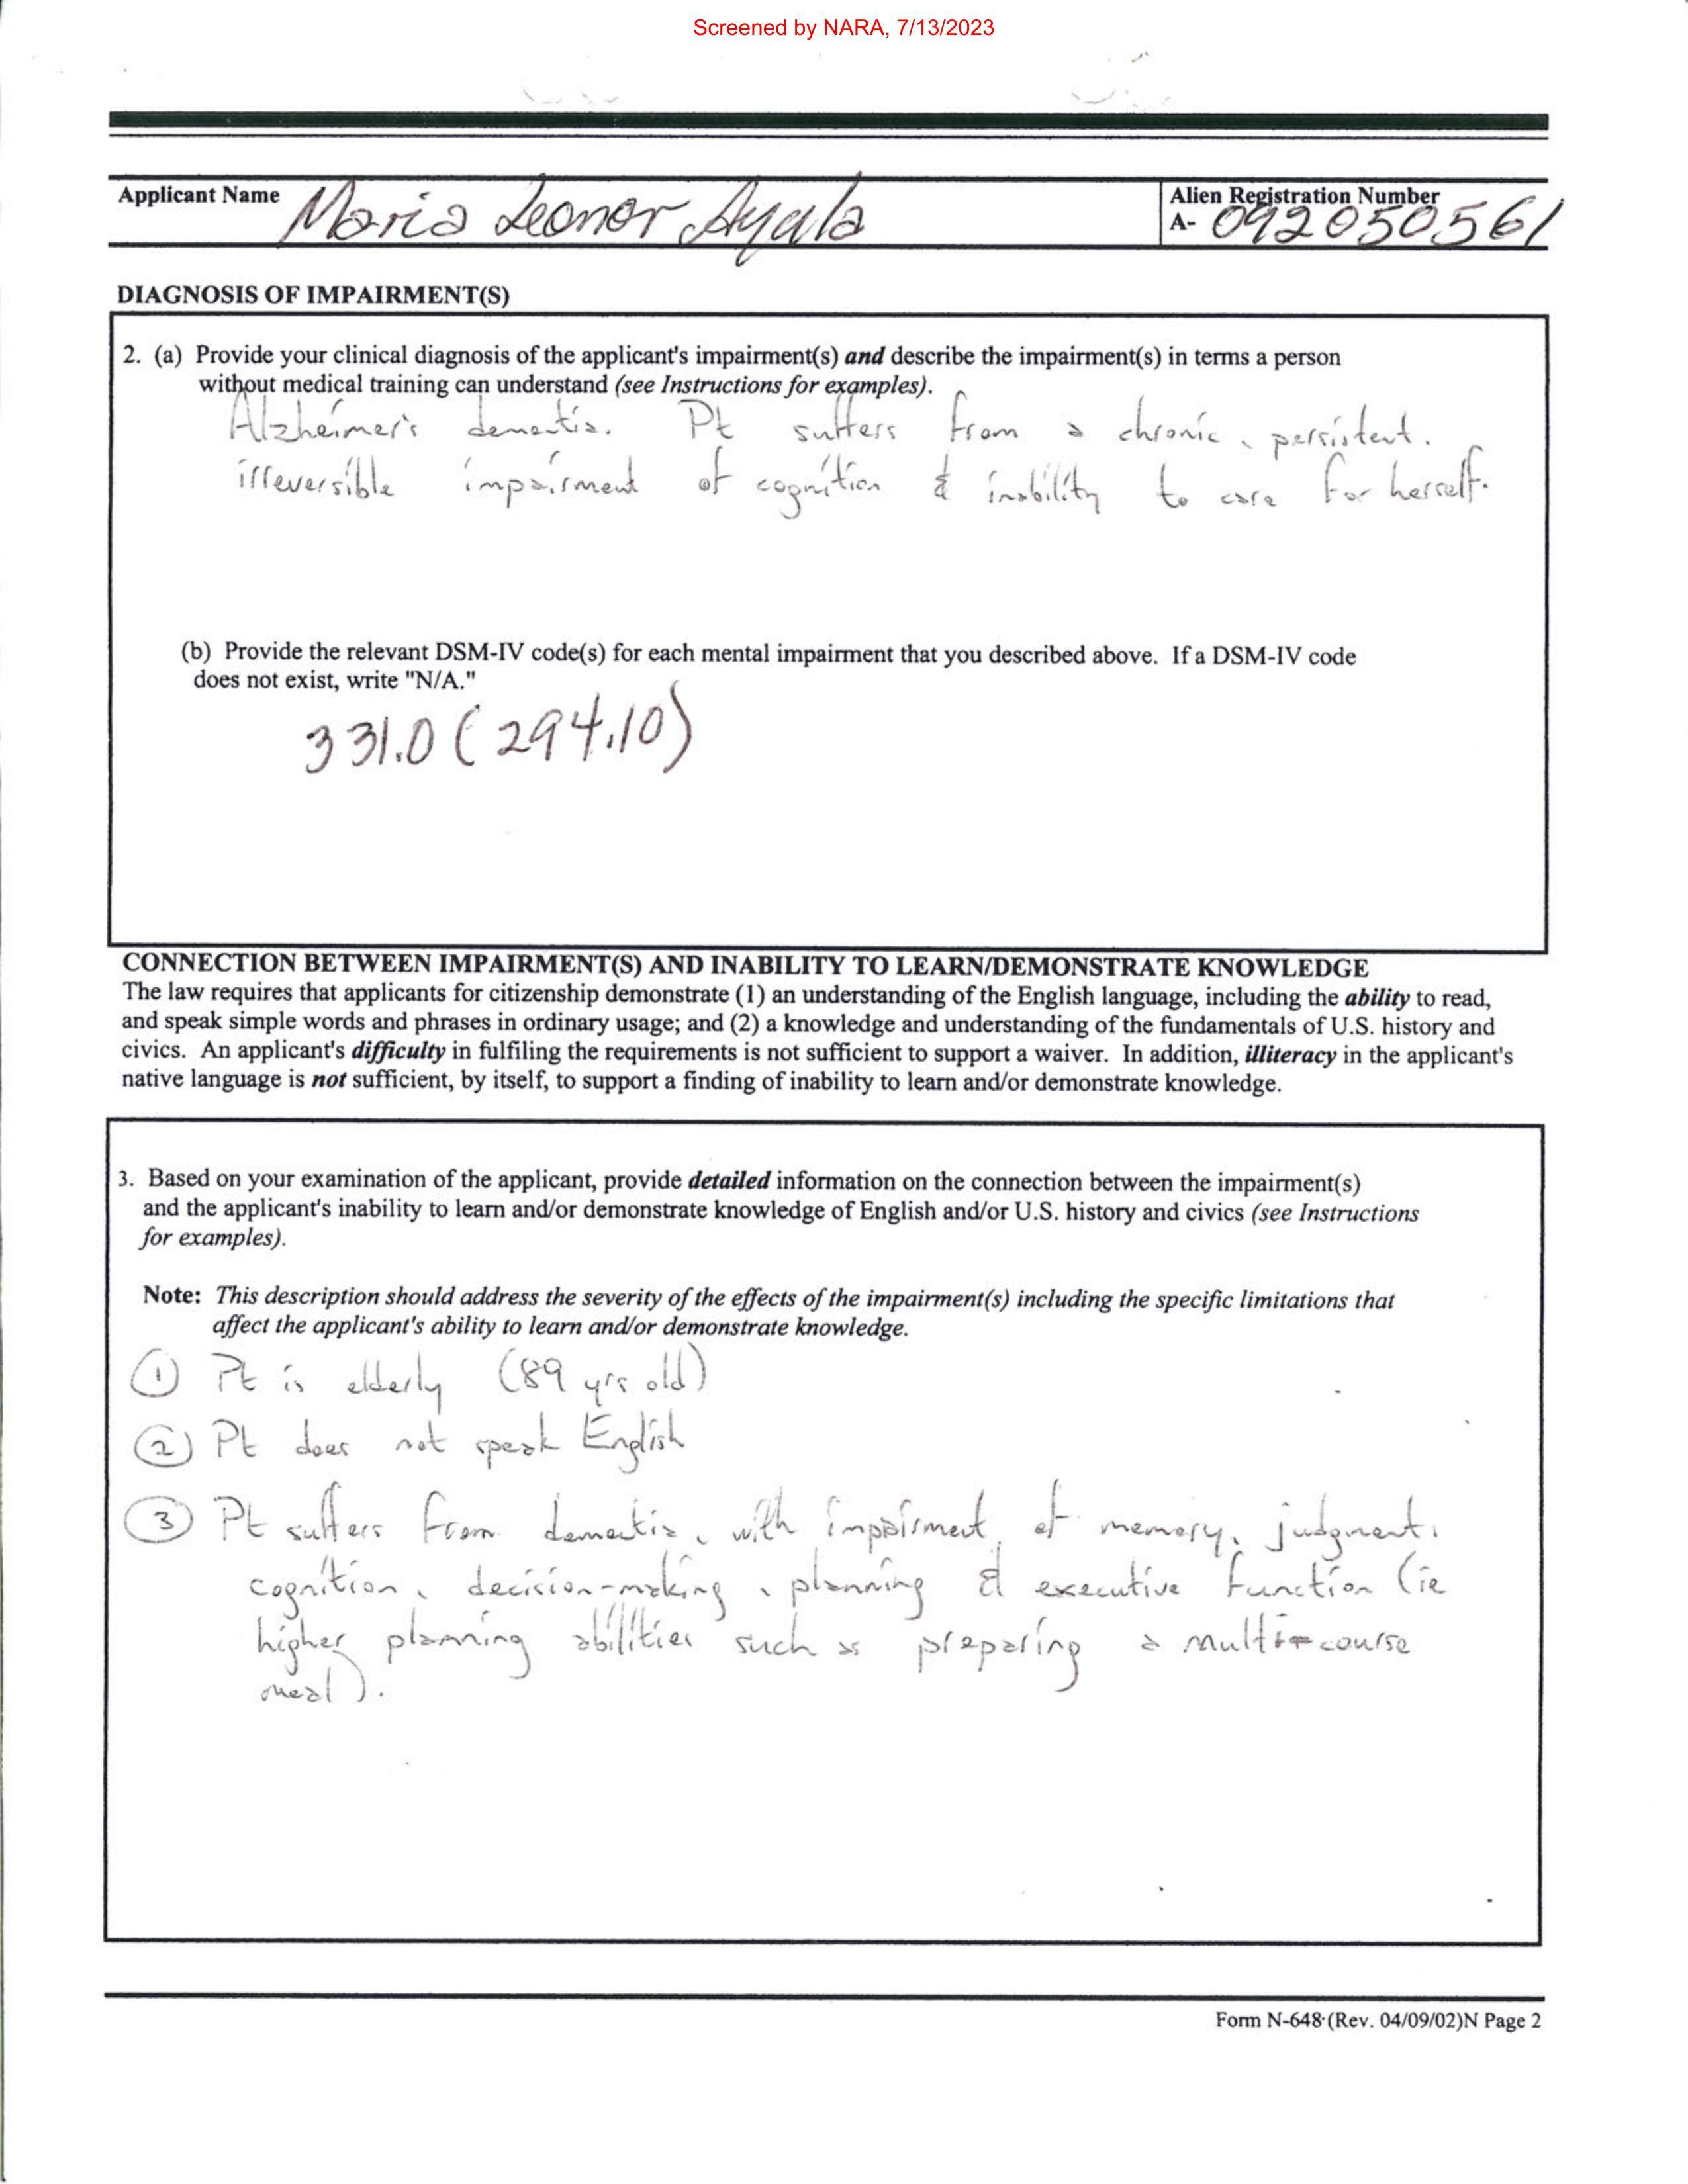 Screened by NARA, 7/13/2023
Applicant Name Maria Leonor Ayala
Alien Registration Number
A- 092050561
DIAGNOSIS OF IMPAIRMENT(S)
2. (a) Provide your clinical diagnosis of the applicant's impairment(s) and describe the impairment(s) in terms a person
without medical training can understand (see Instructions for examples).
Alzheimer's dementia. Pt suffers from a chronic, persistent.
irreversible impairment of cognition & inability to care for herself.
(b) Provide the relevant DSM-IV code(s) for each mental impairment that you described above. If a DSM-IV code
does not exist, write "N/A."
331.0 (294.10)
CONNECTION BETWEEN IMPAIRMENT(S) AND INABILITY TO LEARN/DEMONSTRATE KNOWLEDGE
The law requires that applicants for citizenship demonstrate (1) an understanding of the English language, including the ability to read,
and speak simple words and phrases in ordinary usage; and (2) a knowledge and understanding of the fundamentals of U.S. history and
civics. An applicant's difficulty in fulfiling the requirements is not sufficient to support a waiver. In addition, illiteracy in the applicant's
native language is not sufficient, by itself, to support a finding of inability to learn and/or demonstrate knowledge.
3. Based on your examination of the applicant, provide detailed information on the connection between the impairment(s)
and the applicant's inability to learn and/or demonstrate knowledge of English and/or U.S. history and civics (see Instructions
for examples).
Note: This description should address the severity of the effects of the impairment(s) including the specific limitations that
affect the applicant's ability to learn and/or demonstrate knowledge.
① Pt is elderly (89 yrs old)
② Pt does not speak English
③ Pt suffers from dementia, with impairment of memory, judgment,
cognition, decision-making, planning & executive function (ie
higher planning abilities such as preparing a multi-course
meal).
Form N-648 (Rev. 04/09/02)N Page 2